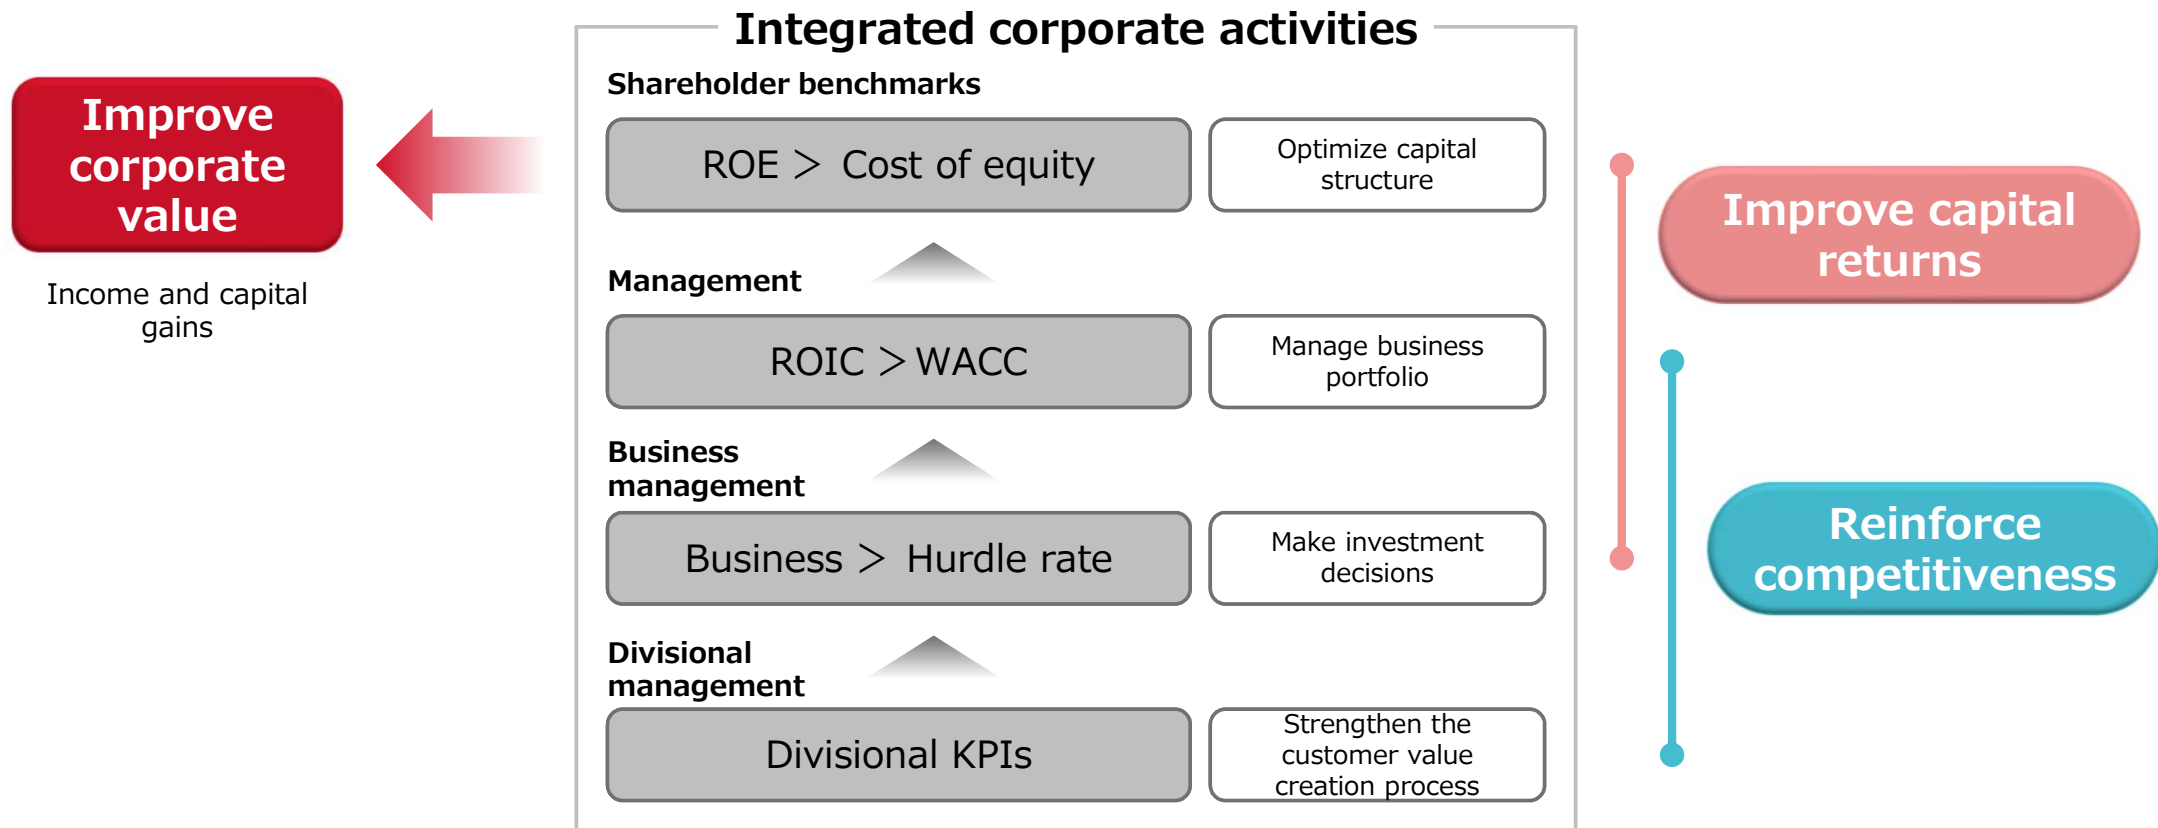 Integrated corporate activities
Improve
corporate
value
Income and capital
gains
Shareholder benchmarks
ROE ＞ Cost of equity
Optimize capital
structure
Management
ROIC ＞WACC
Manage business
portfolio
Business
management
Business ＞ Hurdle rate
Make investment
decisions
Divisional
management
Divisional KPIs
Strengthen the
customer value
creation process
Improve capital
returns
Reinforce
competitiveness